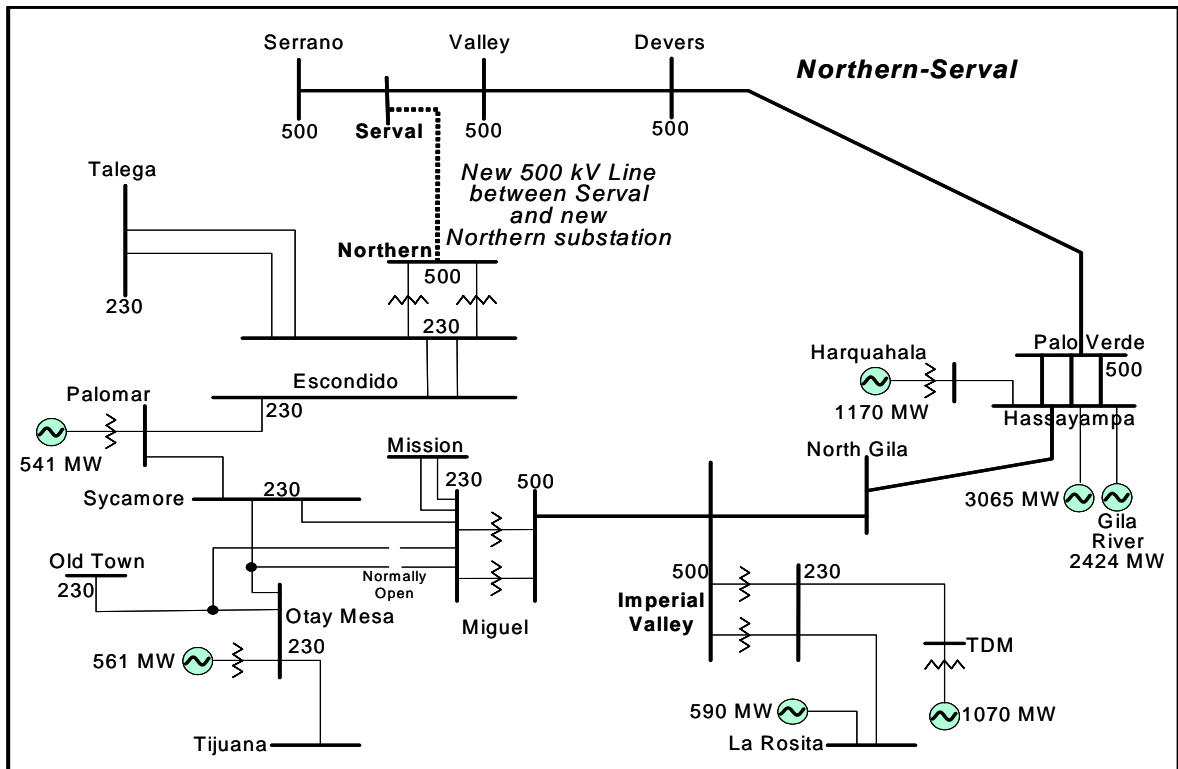 Serrano
Valley
Devers
Northern-Serval
500
Serval
500
500
New 500 kV Line
between Serval
and new
Northern substation
Talega
230
Northern
500
230
Palo Verde
500
Harquahala
1170 MW
Hassayampa
Escondido
230
Palomar
541 MW
Mission
230
500
North Gila
3065 MW
Gila
River
2424 MW
Sycamore
230
Old Town
230
Normally
Open
Miguel
500
230
Imperial
Valley
Otay Mesa
230
561 MW
TDM
590 MW
1070 MW
Tijuana
La Rosita